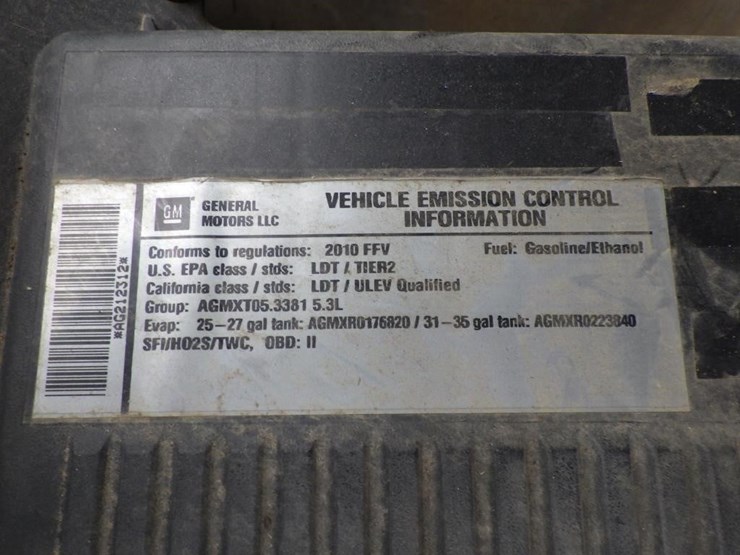 *AG212312*
GM
GENERAL
MOTORS LLC
VEHICLE EMISSION CONTROL
INFORMATION
Conforms to regulations: 2010 FFV Fuel: Gasoline/Ethanol
U.S. EPA class / stds: LDT / TIER2
California class / stds: LDT / ULEV Qualified
Group: AGMXT05.3381 5.3L
Evap: 25-27 gal tank: AGMXR0176820 / 31-35 gal tank: AGMXR0223840
SFI/HO2S/TWC, OBD: II